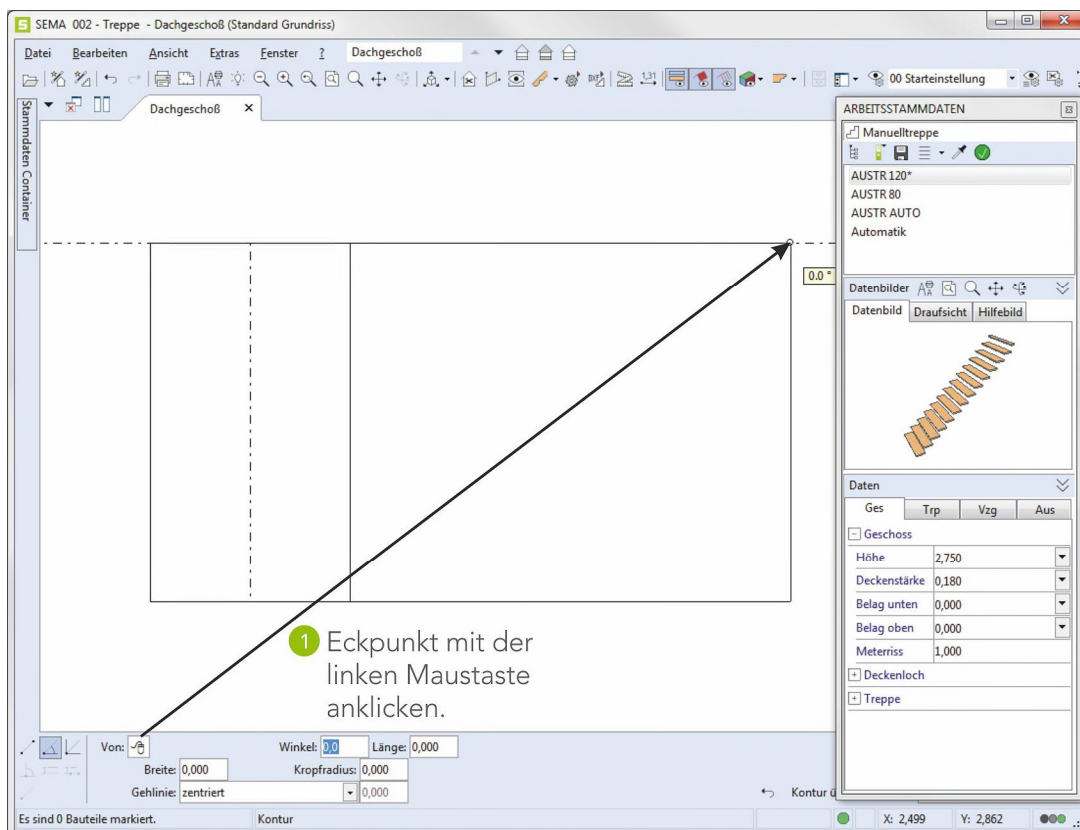 SEMA 002 - Treppe - Dachgeschoß (Standard Grundriss)
Datei Bearbeiten Ansicht Extras Fenster ? Dachgeschoß
00 Starteinstellung
Dachgeschoß
Stammdaten Container
0.0 °
1 Eckpunkt mit der
linken Maustaste
anklicken.
ARBEITSSTAMMDATEN
Manuelltreppe
AUSTR 120*
AUSTR 80
AUSTR AUTO
Automatik
Datenbilder
Datenbild Draufsicht Hilfebild
Daten
Ges Trp Vzg Aus
Geschoss
Höhe 2,750
Deckenstärke 0,180
Belag unten 0,000
Belag oben 0,000
Meterriss 1,000
Deckenloch
Treppe
Von: Winkel: 0,0 Länge: 0,000
Breite: 0,000 Kropfradius: 0,000
Gehlinie: zentriert 0,000
Kontur ü
Es sind 0 Bauteile markiert. Kontur X: 2,499 Y: 2,862